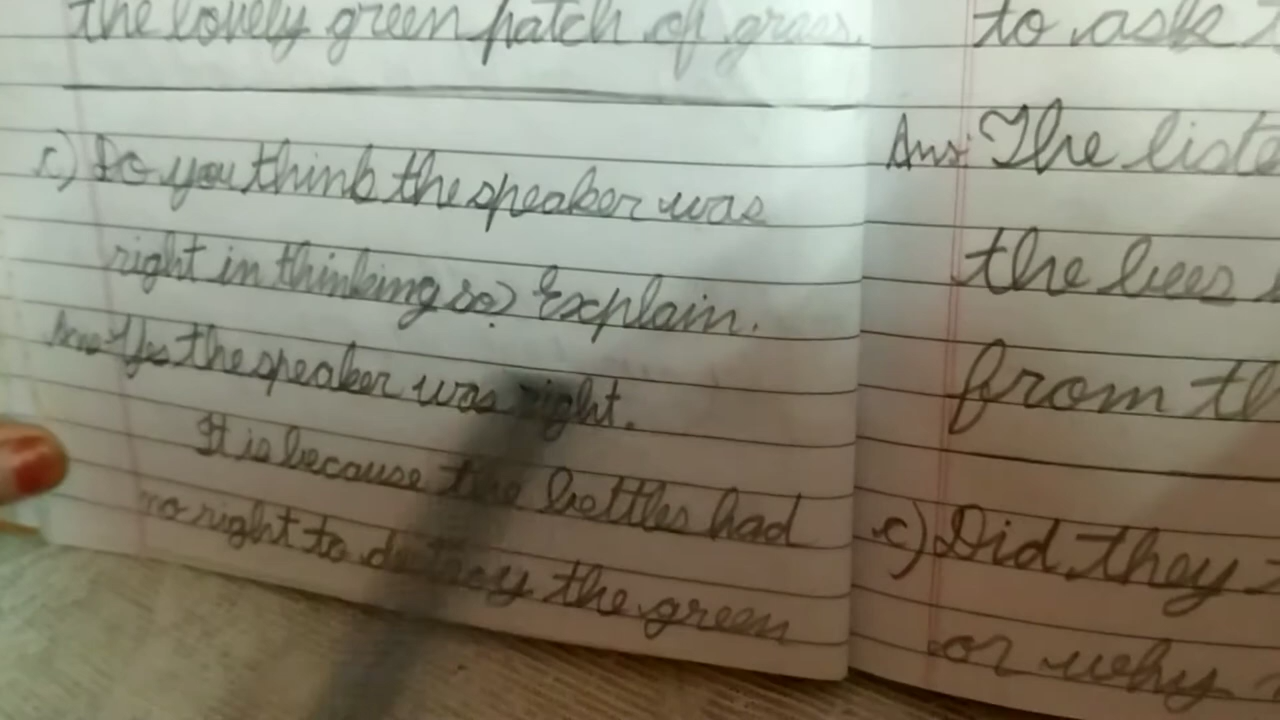 the lovely green patch of grass.
c) Do you think the speaker was
right in thinking so? Explain.
Ans Yes the speaker was right.
It is because the bettles had
no right to destroy the green
to ask
Ans. The liste
the bees
from th
c) Did they
or why